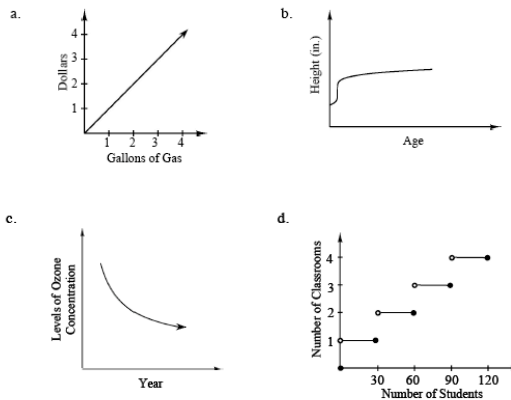 a.
4
3
2
1
Dollars
1 2 3 4
Gallons of Gas
b.
Height (in.)
Age
c.
Levels of Ozone
Concentration
Year
d.
4
3
2
1
Number of Classrooms
30 60 90 120
Number of Students